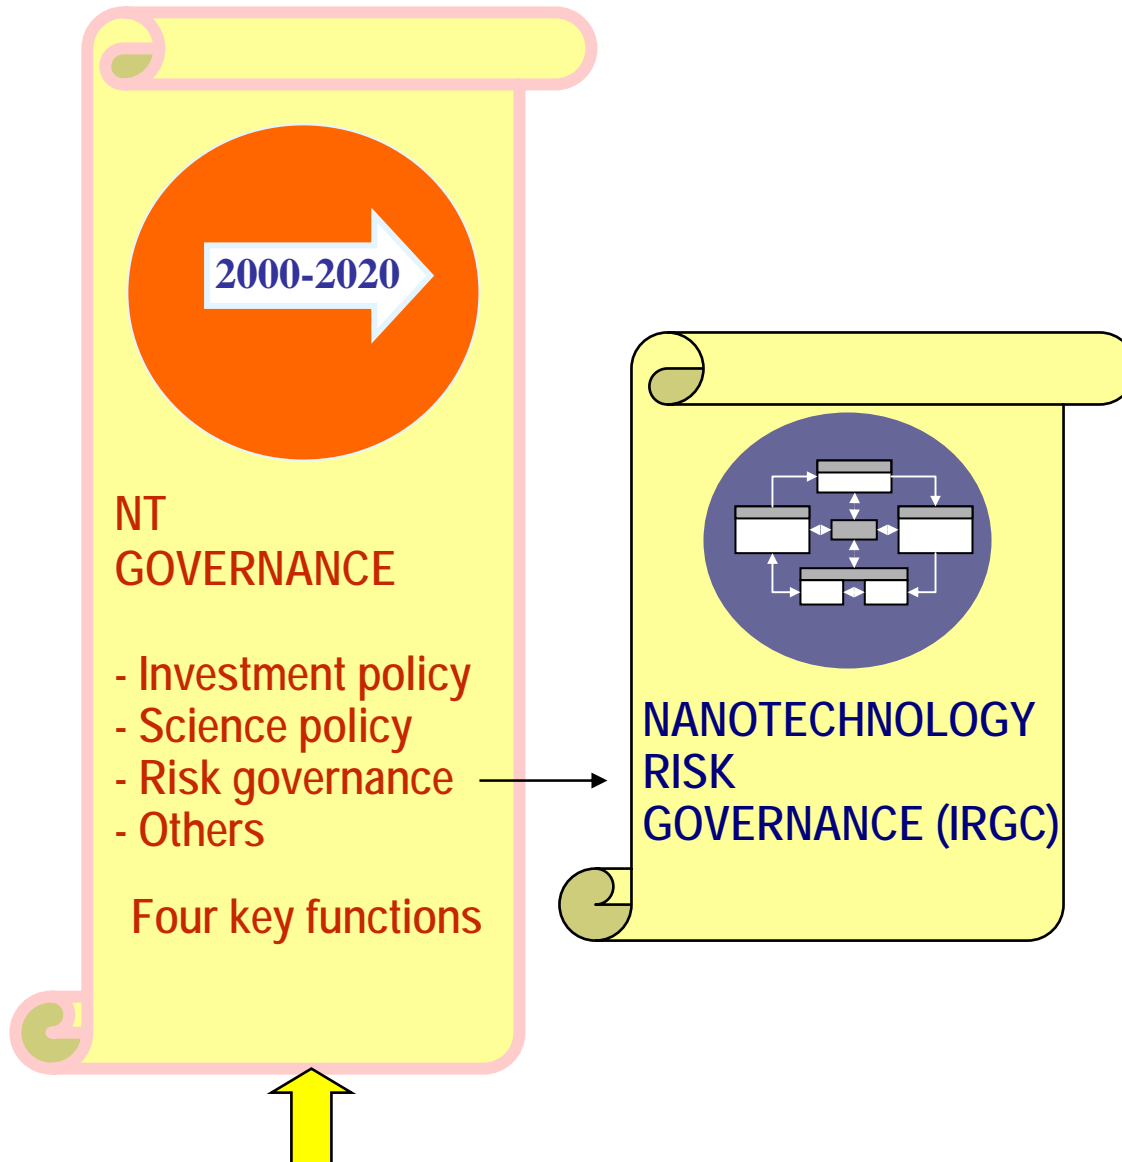 2000-2020
NT
GOVERNANCE
- Investment policy
- Science policy
- Risk governance
- Others
Four key functions
NANOTECHNOLOGY
RISK
GOVERNANCE (IRGC)